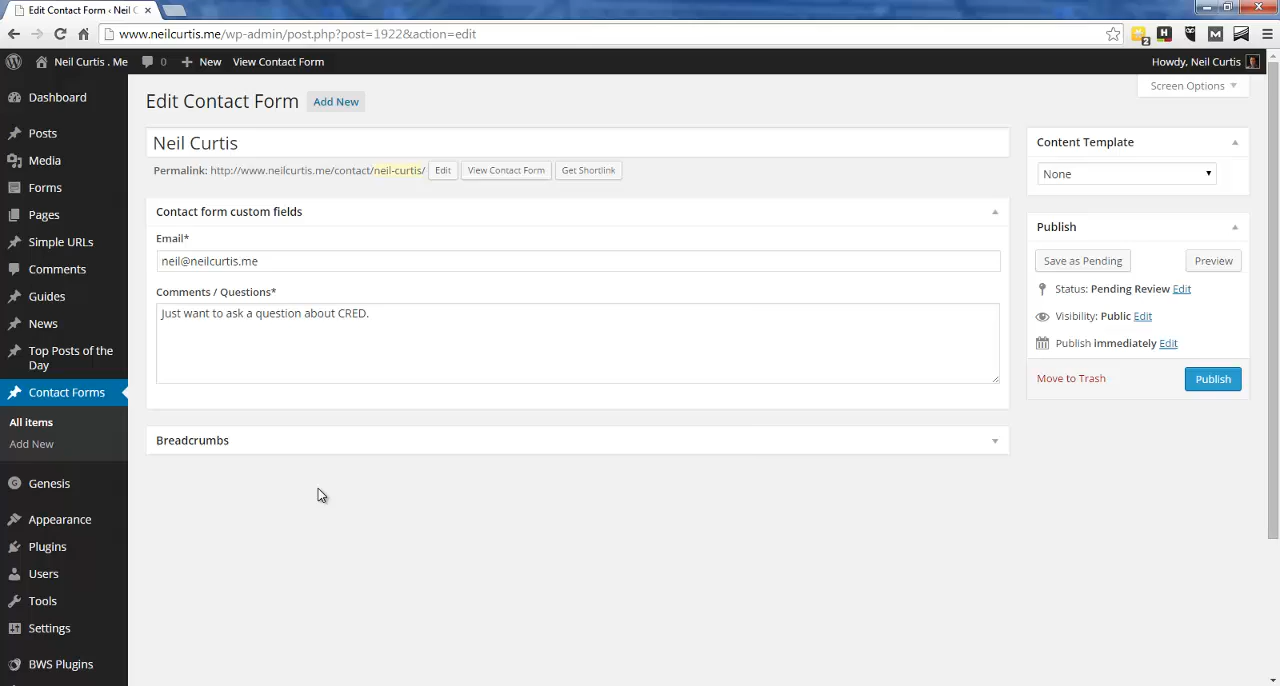 Edit Contact Form ‹ Neil C
www.neilcurtis.me/wp-admin/post.php?post=1922&action=edit
2 H M
Neil Curtis . Me 0 New View Contact Form Howdy, Neil Curtis
Screen Options
Dashboard
Posts
Media
Forms
Pages
Simple URLs
Comments
Guides
News
Top Posts of the
Day
Contact Forms
All items
Add New
Genesis
Appearance
Plugins
Users
Tools
Settings
BWS Plugins
Edit Contact Form Add New
Neil Curtis
Permalink: http://www.neilcurtis.me/contact/neil-curtis/ Edit View Contact Form Get Shortlink
Contact form custom fields
Email*
neil@neilcurtis.me
Comments / Questions*
Just want to ask a question about CRED.
Breadcrumbs
Content Template
None
Publish
Save as Pending Preview
Status: Pending Review Edit
Visibility: Public Edit
Publish immediately Edit
Move to Trash Publish